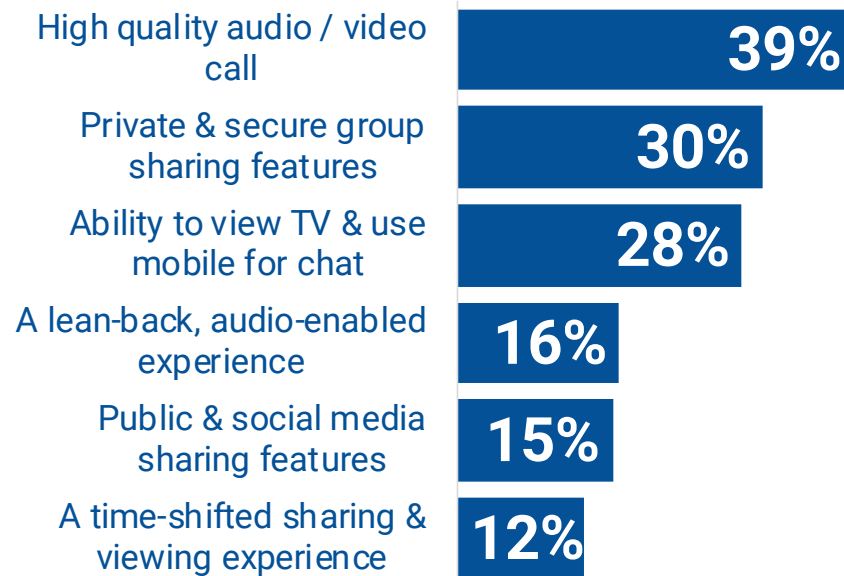 High quality audio / video
call
39%
Private & secure group
sharing features
30%
Ability to view TV & use
mobile for chat
28%
A lean-back, audio-enabled
experience
16%
Public & social media
sharing features
15%
A time-shifted sharing &
viewing experience
12%